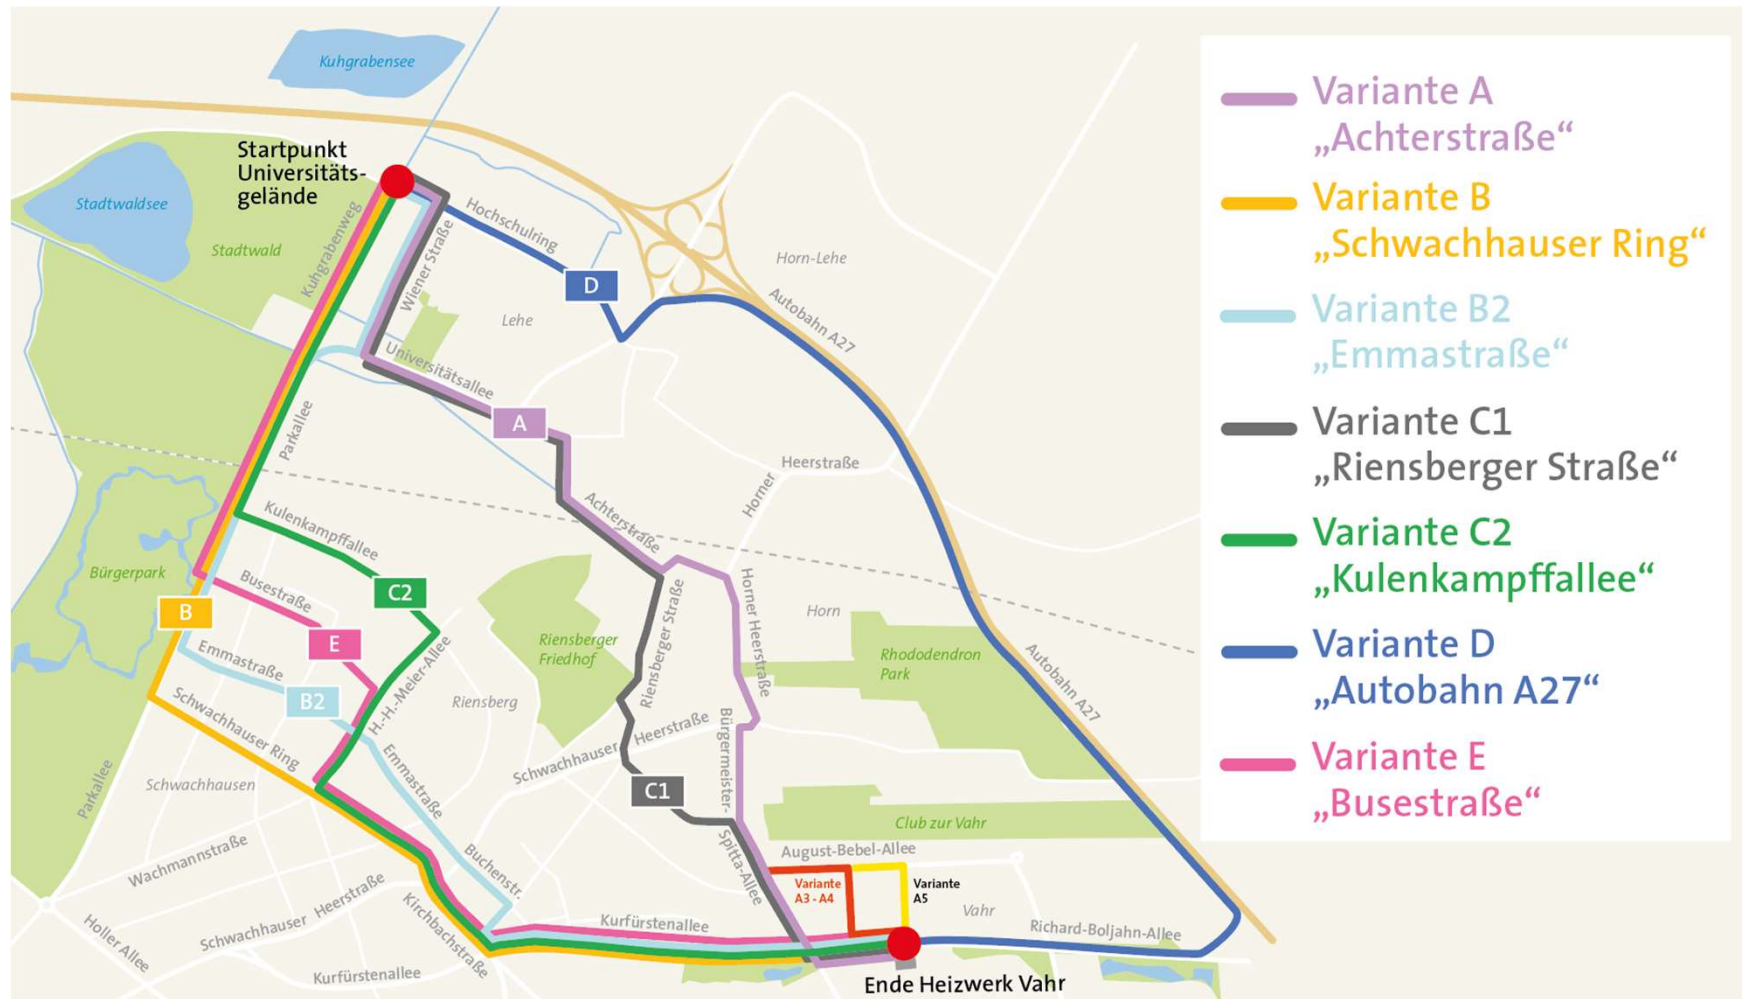 Kuhgrabensee
Startpunkt
Universitäts-
gelände
Stadtwaldsee
Stadtwald
Kuhgrabenweg
Wiener Straße
Hochschulring
D
Horn-Lehe
Autobahn A27
Lehe
Universitätsallee
A
Parkallee
Heerstraße
Horner
Achterstraße
Kulenkampffallee
C2
Bürgerpark
Busestraße
B
E
Emmastraße
B2
H.-H.-Meier-Allee
Riensberger
Friedhof
Riensberg
Riensberger Straße
Horner Heerstraße
Horn
Rhododendron
Park
Autobahn A27
Schwachhauser Ring
Schwachhausen
Parkallee
Emmastraße
Schwachhauser Heerstraße
C1
Bürgermeister-
Spitta-Allee
Club zur Vahr
August-Bebel-Allee
Variante
A3 - A4
Variante
A5
Vahr
Wachmannstraße
Buchenstr.
Schwachhauser Heerstraße
Holler Allee
Kirchbachstraße
Kurfürstenallee
Kurfürstenallee
Richard-Boljahn-Allee
Ende Heizwerk Vahr
Variante A
„Achterstraße“
Variante B
„Schwachhauser Ring“
Variante B2
„Emmastraße“
Variante C1
„Riensberger Straße“
Variante C2
„Kulenkampffallee“
Variante D
„Autobahn A27“
Variante E
„Busestraße“